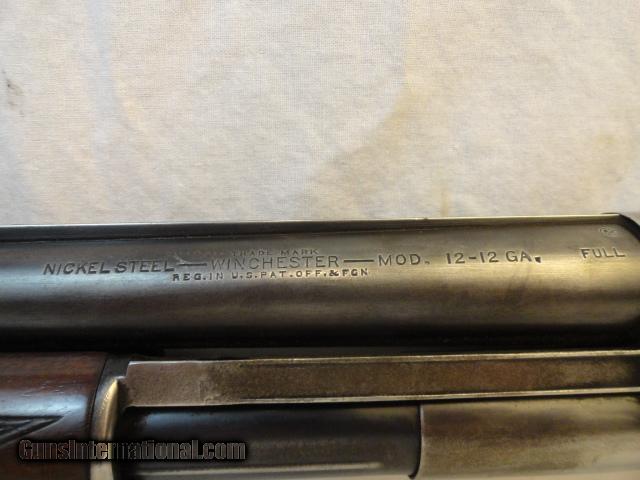 TRADE MARK
NICKEL STEEL — WINCHESTER — MOD. 12-12 GA. FULL
REG. IN U.S. PAT. OFF. & FGN
GunsInternational.com